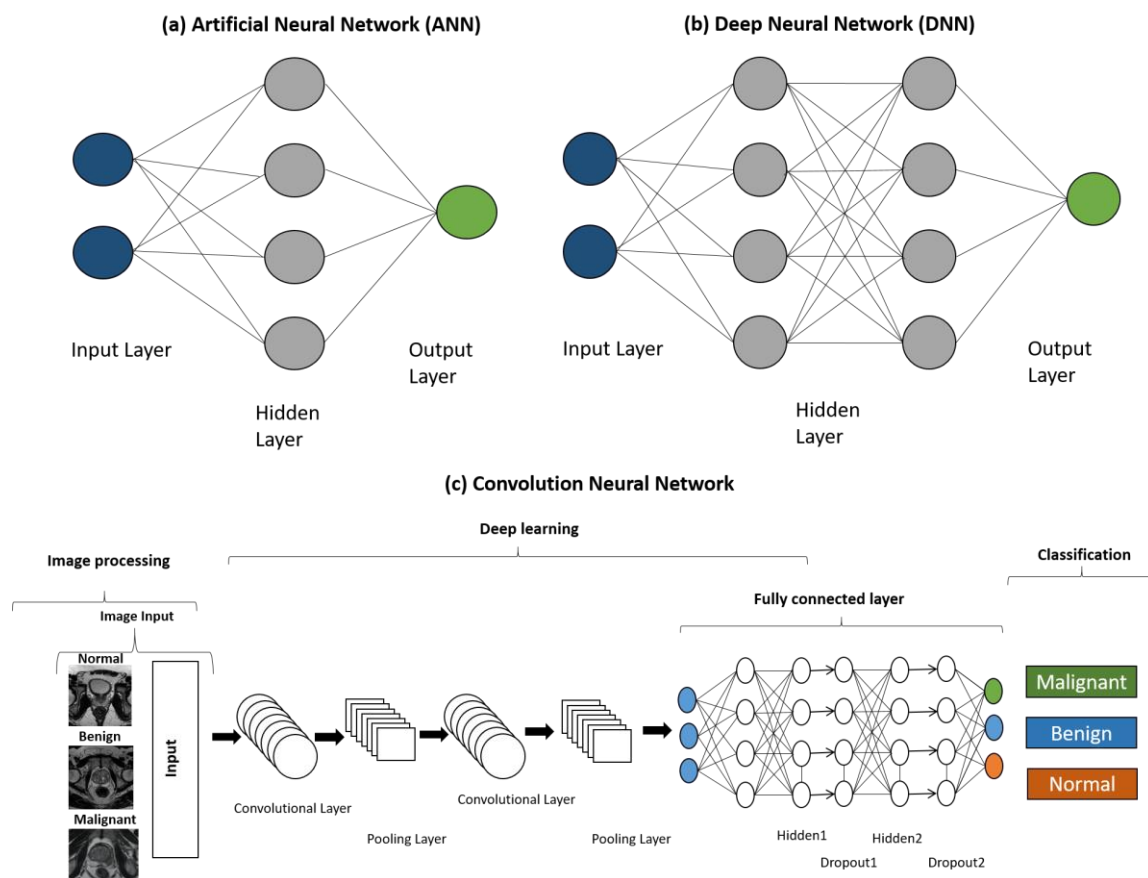 (a) Artificial Neural Network (ANN)
(b) Deep Neural Network (DNN)
Input Layer
Output
Layer
Hidden
Layer
Input Layer
Output
Layer
Hidden
Layer
(c) Convolution Neural Network
Deep learning
Image processing
Classification
Fully connected layer
Image Input
Normal
Benign
Malignant
Input
Convolutional Layer
Pooling Layer
Convolutional Layer
Pooling Layer
Hidden1
Dropout1
Hidden2
Dropout2
Malignant
Benign
Normal